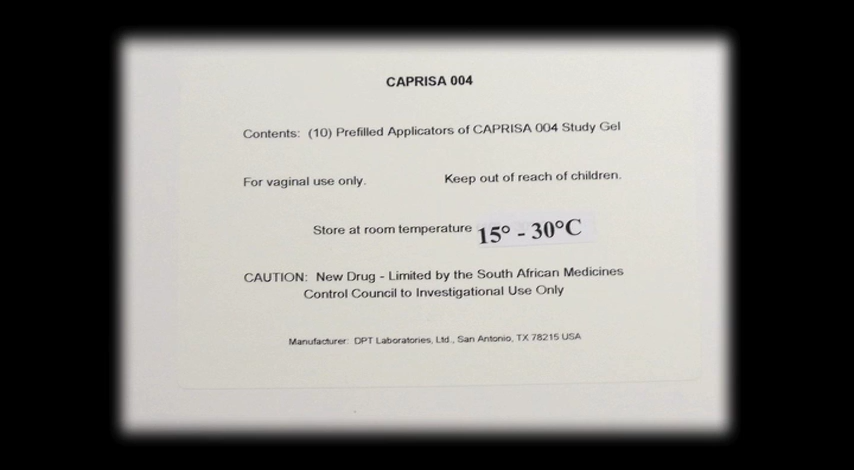 CAPRISA 004
Contents: (10) Prefilled Applicators of CAPRISA 004 Study Gel
For vaginal use only. Keep out of reach of children.
Store at room temperature 15° - 30°C
CAUTION: New Drug - Limited by the South African Medicines
Control Council to Investigational Use Only
Manufacturer: DPT Laboratories, Ltd., San Antonio, TX 78215 USA